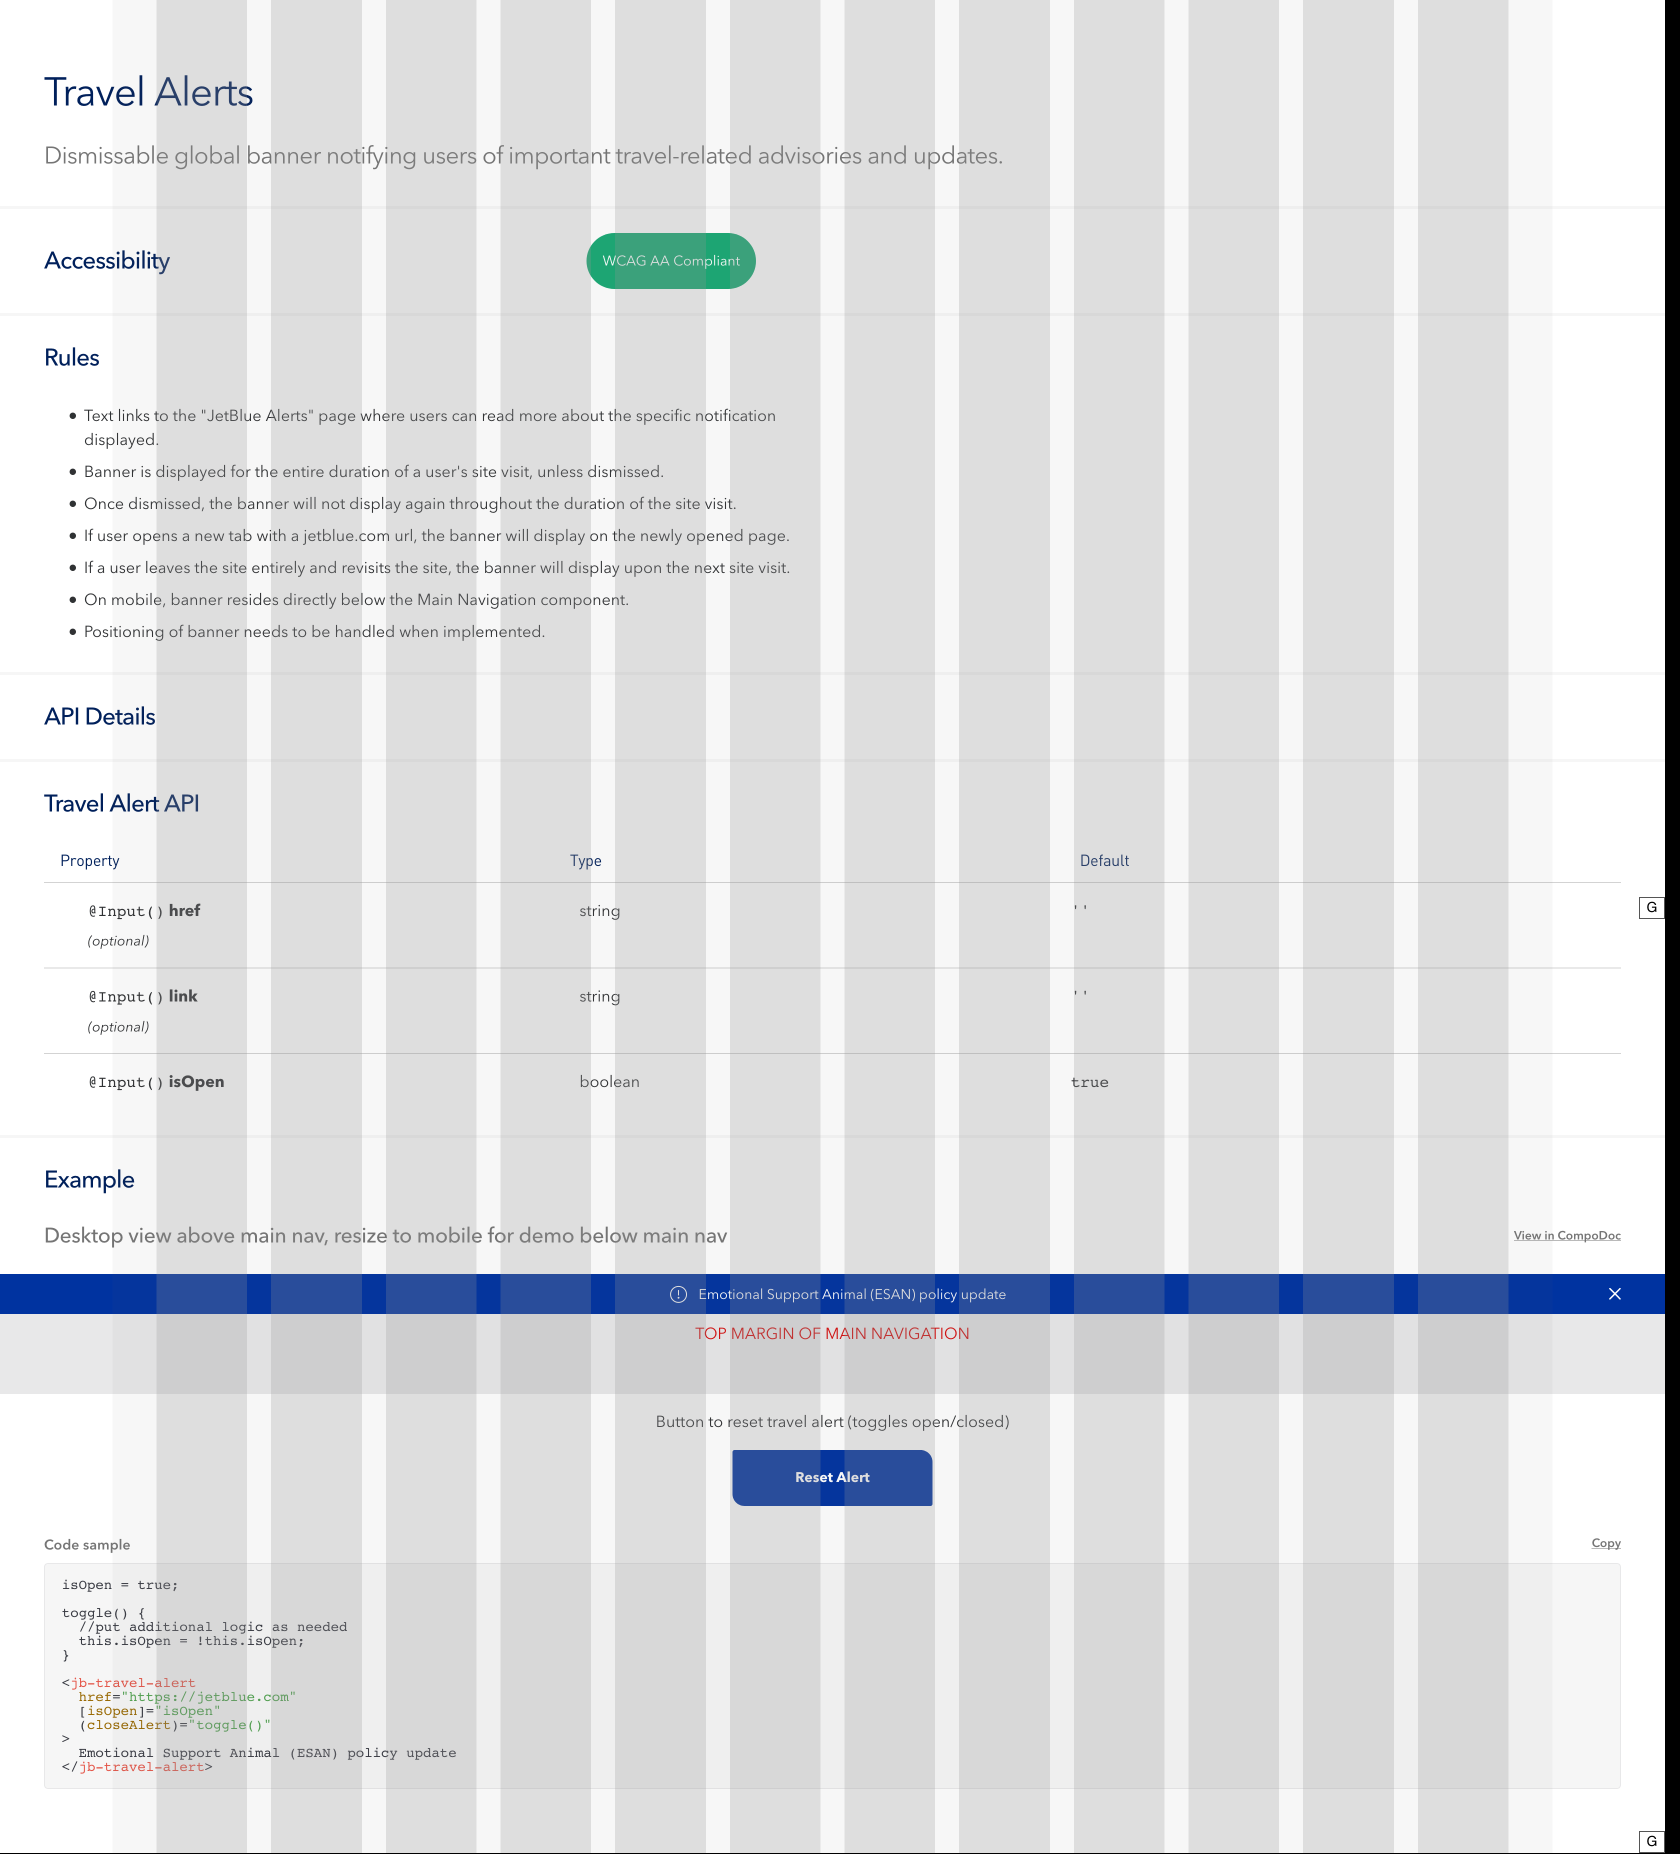 Travel Alerts
Dismissable global banner notifying users of important travel-related advisories and updates.
Accessibility
WCAG AA Compliant
Rules
• Text links to the "JetBlue Alerts" page where users can read more about the specific notification
displayed.
• Banner is displayed for the entire duration of a user's site visit, unless dismissed.
• Once dismissed, the banner will not display again throughout the duration of the site visit.
• If user opens a new tab with a jetblue.com url, the banner will display on the newly opened page.
• If a user leaves the site entirely and revisits the site, the banner will display upon the next site visit.
• On mobile, banner resides directly below the Main Navigation component.
• Positioning of banner needs to be handled when implemented.
API Details
Travel Alert API
Property Type Default
@Input() href string ''
G
(optional)
@Input() link string ''
(optional)
@Input() isOpen boolean true
Example
Desktop view above main nav, resize to mobile for demo below main nav
View in CompoDoc
Emotional Support Animal (ESAN) policy update
TOP MARGIN OF MAIN NAVIGATION
Button to reset travel alert (toggles open/closed)
Reset Alert
Code sample
Copy
isOpen = true;
toggle() {
  //put additional logic as needed
  this.isOpen = !this.isOpen;
}
<jb-travel-alert
  href="https://jetblue.com"
  [isOpen]="isOpen"
  (closeAlert)="toggle()"
>
  Emotional Support Animal (ESAN) policy update
</jb-travel-alert>
G